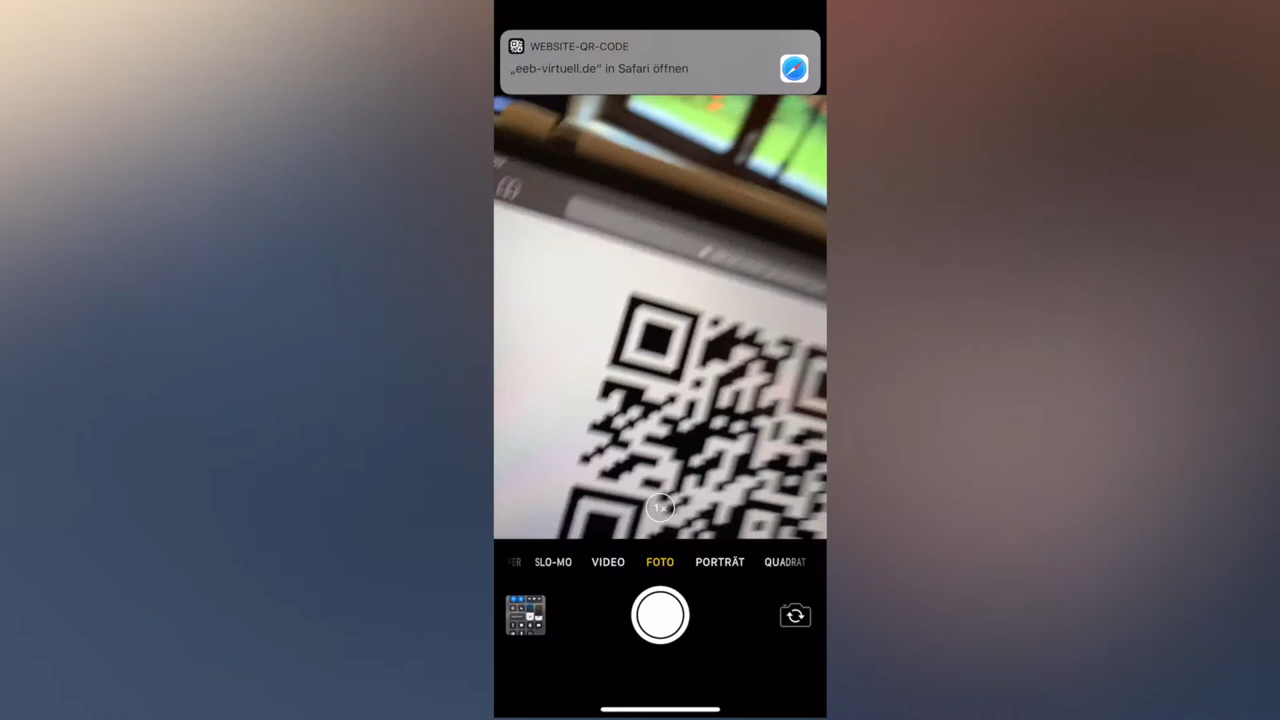 WEBSITE-QR-CODE
„eeb-virtuell.de“ in Safari öffnen
1×
SLO-MO VIDEO FOTO PORTRÄT QUADRAT